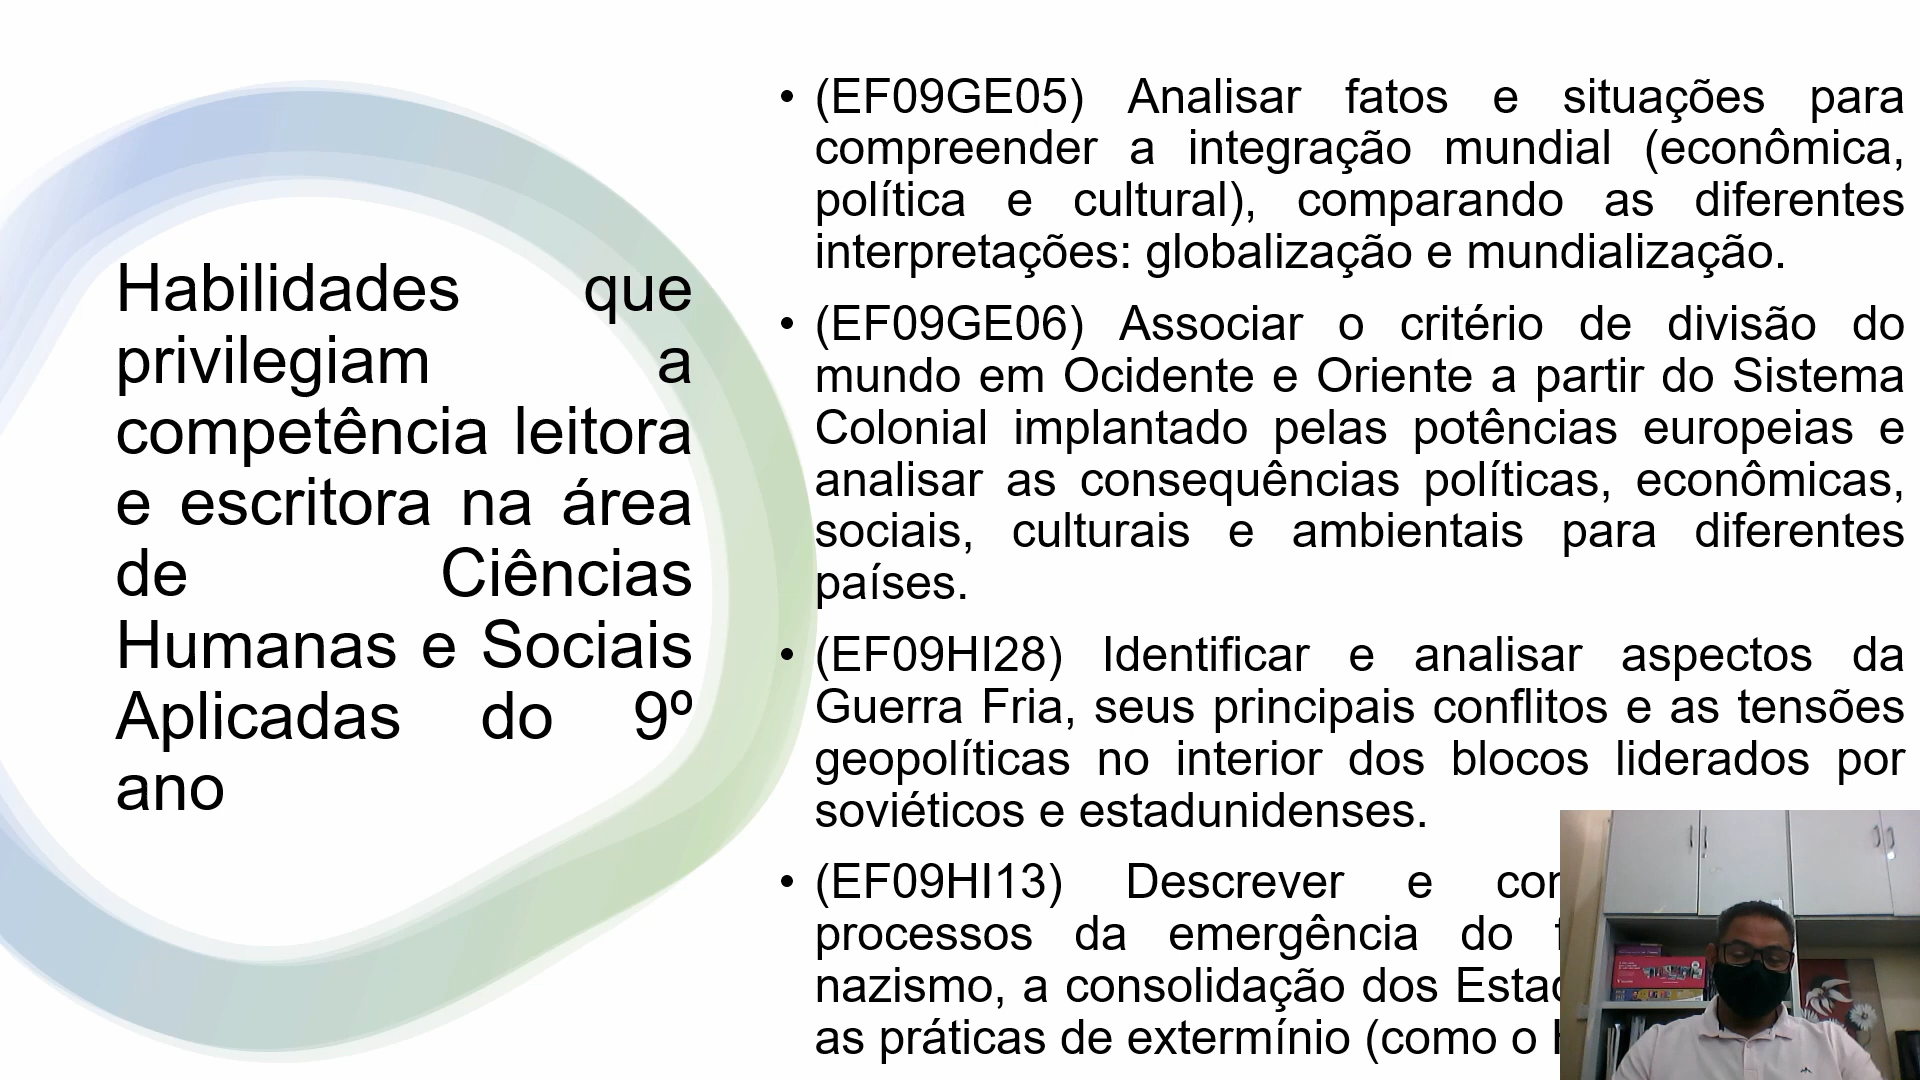 Habilidades que
privilegiam a
competência leitora
e escritora na área
de Ciências
Humanas e Sociais
Aplicadas do 9º
ano
• (EF09GE05) Analisar fatos e situações para
compreender a integração mundial (econômica,
política e cultural), comparando as diferentes
interpretações: globalização e mundialização.
• (EF09GE06) Associar o critério de divisão do
mundo em Ocidente e Oriente a partir do Sistema
Colonial implantado pelas potências europeias e
analisar as consequências políticas, econômicas,
sociais, culturais e ambientais para diferentes
países.
• (EF09HI28) Identificar e analisar aspectos da
Guerra Fria, seus principais conflitos e as tensões
geopolíticas no interior dos blocos liderados por
soviéticos e estadunidenses.
• (EF09HI13) Descrever e
processos da emergência do
nazismo, a consolidação dos
as práticas de extermínio (como o